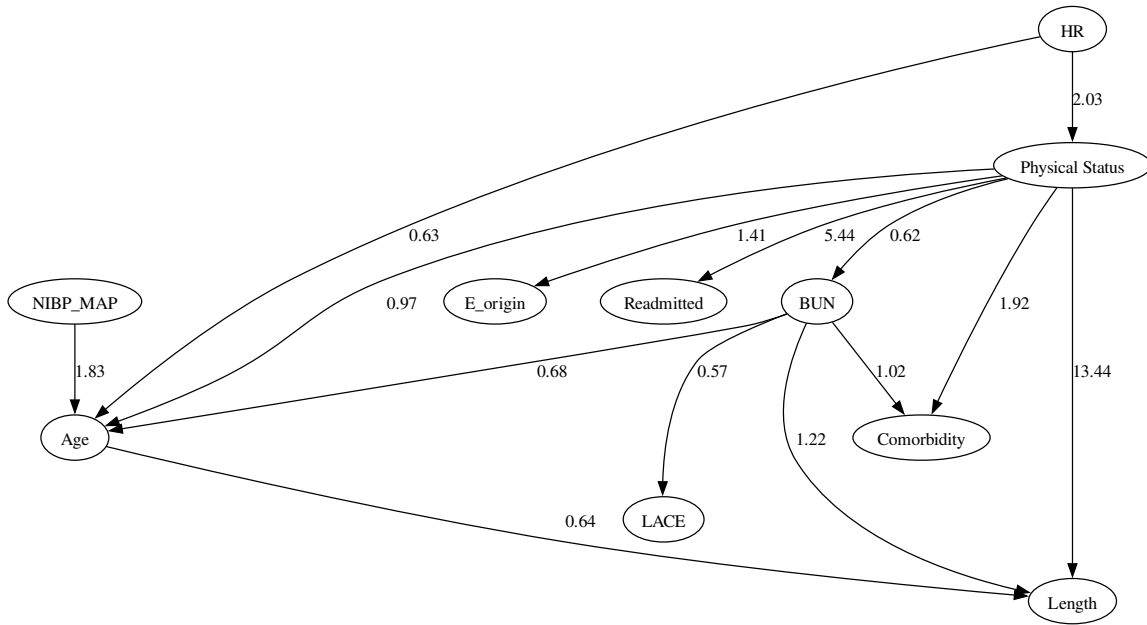 HR
2.03
Physical Status
0.63
1.41
5.44
0.62
0.97
1.92
NIBP_MAP
E_origin
Readmitted
BUN
1.83
0.68
0.57
1.02
13.44
Age
Comorbidity
1.22
0.64
LACE
Length